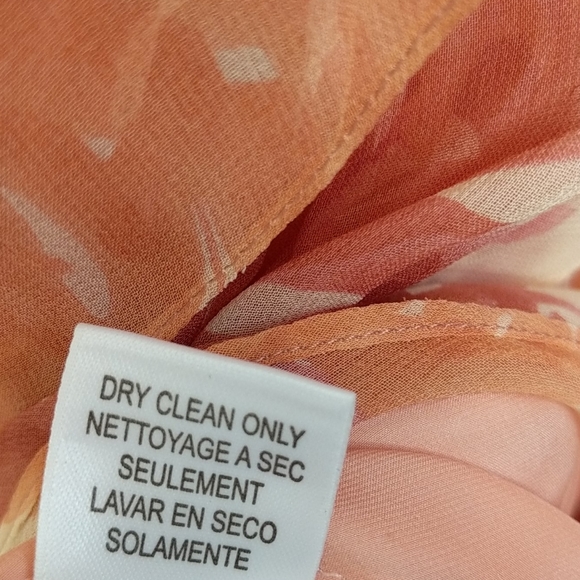 DRY CLEAN ONLY
NETTOYAGE A SEC
SEULEMENT
LAVAR EN SECO
SOLAMENTE